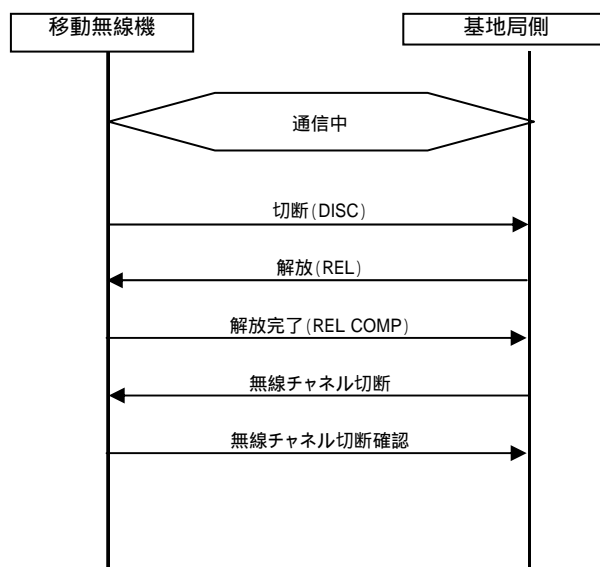 移動無線機
基地局側
通信中
切断(DISC)
解放(REL)
解放完了(REL COMP)
無線チャネル切断
無線チャネル切断確認